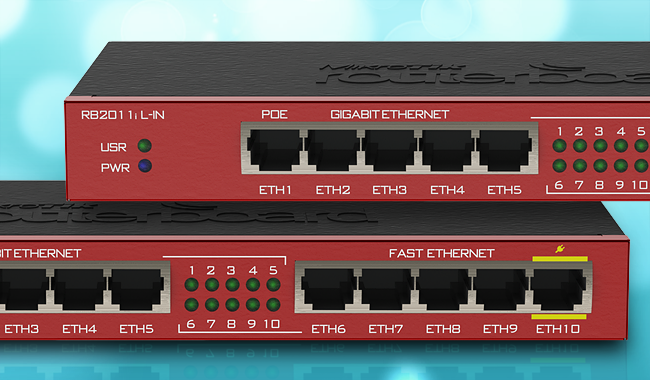 MikroTik
routerboard
RB2011iL-IN
POE GIGABIT ETHERNET
USR
PWR
1 2 3 4 5
6 7 8 9 10
ETH1 ETH2 ETH3 ETH4 ETH5
routerboard
BIT ETHERNET
FAST ETHERNET
1 2 3 4 5
6 7 8 9 10
ETH3 ETH4 ETH5
ETH6 ETH7 ETH8 ETH9 ETH10